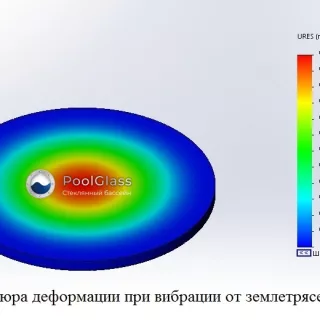 URES (
PoolGlass
Стеклянный бассейн
юра деформации при вибрации от землетрясе